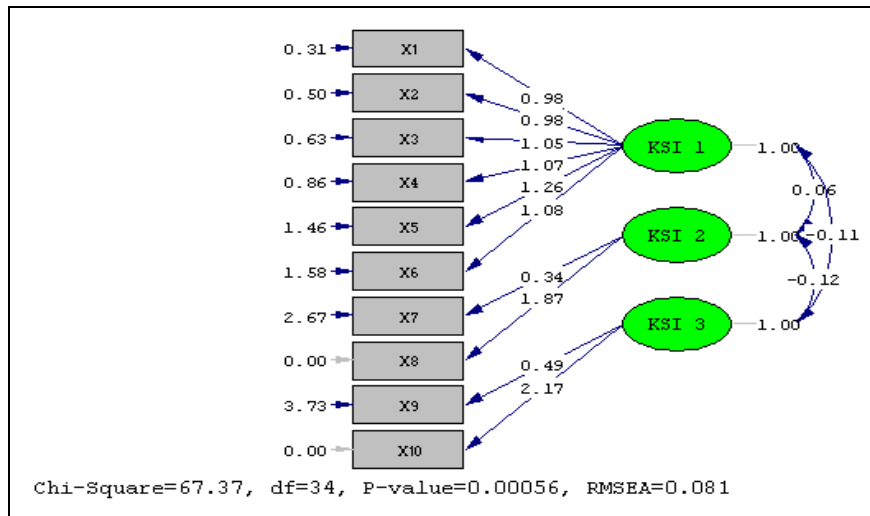 0.31 X1
0.50 X2 0.98
0.98
0.63 X3 1.05 KSI 1 1.00
0.86 X4 1.07
1.26 0.06
1.46 X5 1.08 KSI 2 1.00 -0.11
1.58 X6 0.34 -0.12
2.67 X7 1.87
KSI 3 1.00
0.00 X8 0.49
3.73 X9 2.17
0.00 X10
Chi-Square=67.37, df=34, P-value=0.00056, RMSEA=0.081